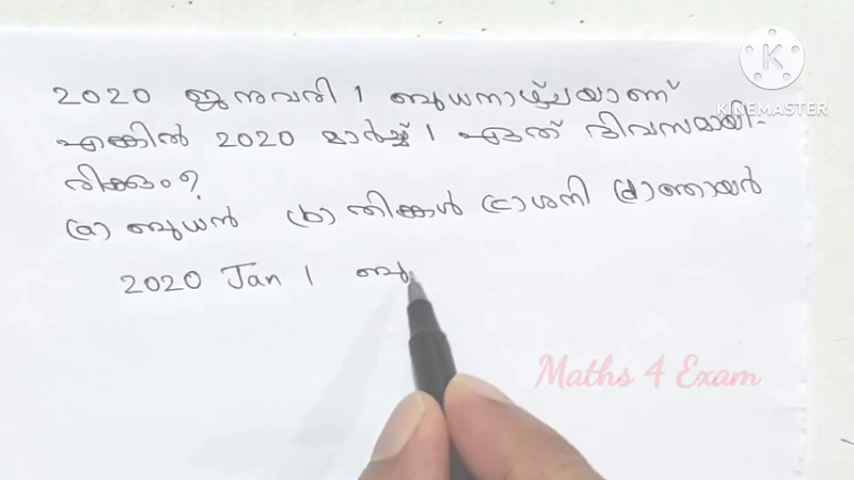 2020 ജനുവരി 1 ബുധനാഴ്ചയാണ്
എങ്കിൽ 2020 മാർച്ച് 1 ഏത് ദിവസമായി-
രിക്കും?
(a) ബുധൻ (b) തിങ്കൾ (c) ശനി (d) ഞായർ
2020 Jan 1 ബു
Maths 4 Exam
K
KINEMASTER